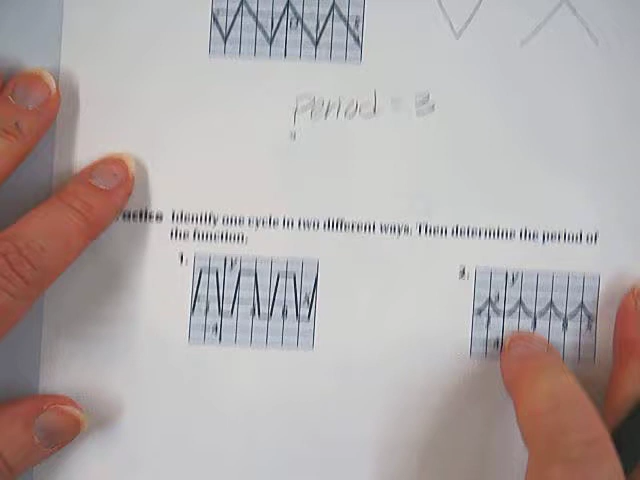 Period = 3
Identify one cycle in two different ways. Then determine the period of
the function.
1.
2.